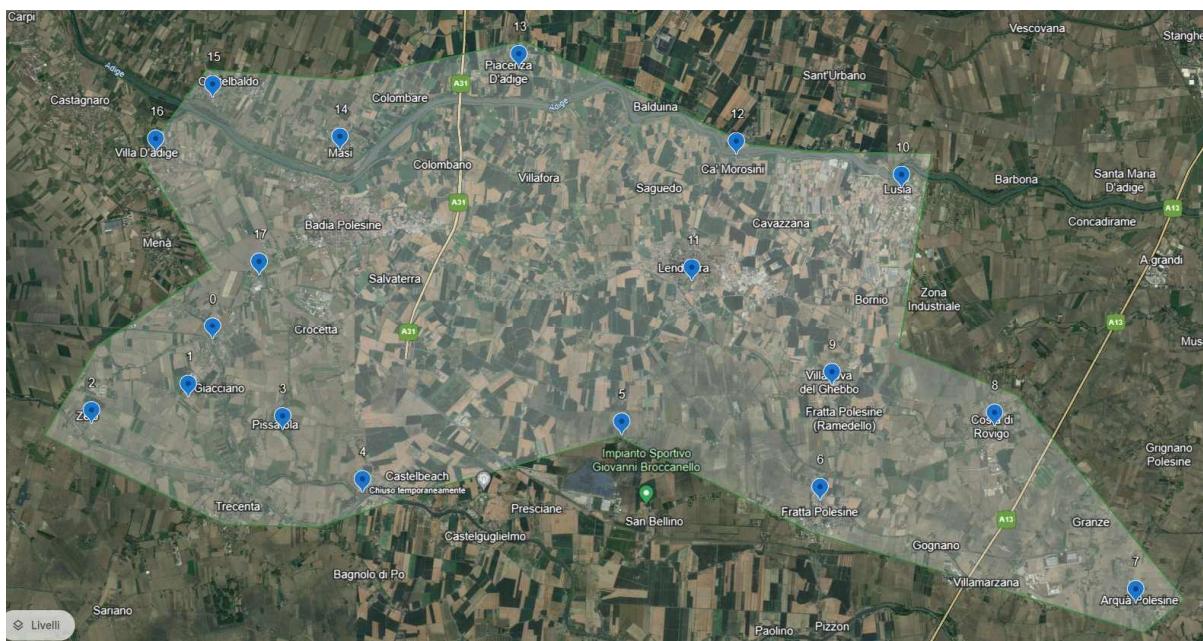 Carpi
Adige
Castagnaro
15
Castelbaldo
16
Villa D'adige
14
Masi
Colombare
A31
13
Piacenza
D'adige
Adige
Balduina
Sant'Urbano
Vescovana
Stanghe
12
Ca' Morosini
10
Lusia
Barbona
Santa Maria
D'adige
A13
Concadirame
Colombano
Villafora
Saguedo
Cavazzana
A31
Badia Polesine
Menà
17
Salvaterra
11
Lendinara
A.grandi
0
Bornio
Zona
Industriale
Crocetta
A31
A13
Mus
1
Giacciano
2
3
Pissatola
5
9
Villanova
del Ghebbo
Fratta Polesine
(Ramedello)
8
Costa di
Rovigo
Grignano
Polesine
Impianto Sportivo
Giovanni Broccanello
4
Castelbeach
Chiuso temporaneamente
6
Fratta Polesine
Trecenta
Presciane
San Bellino
Castelguglielmo
A13
Granze
Gognano
Bagnolo di Po
Villamarzana
7
Arquà Polesine
Sariano
Livelli
Paolino
Pizzon